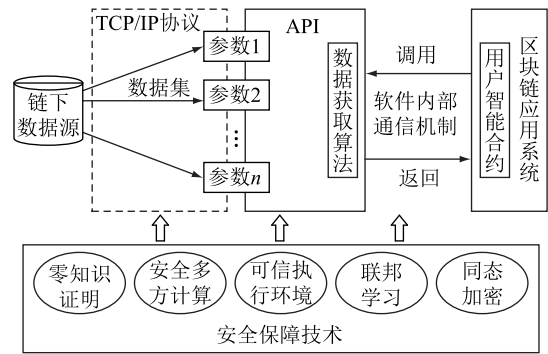 TCP/IP协议
API
参数1
链下
数据源
数据集
参数2
⋮
参数n
数据获取算法
调用
软件内部
通信机制
返回
用户智能合约
区块链应用系统
零知识
证明
安全多
方计算
可信执
行环境
联邦
学习
同态
加密
安全保障技术